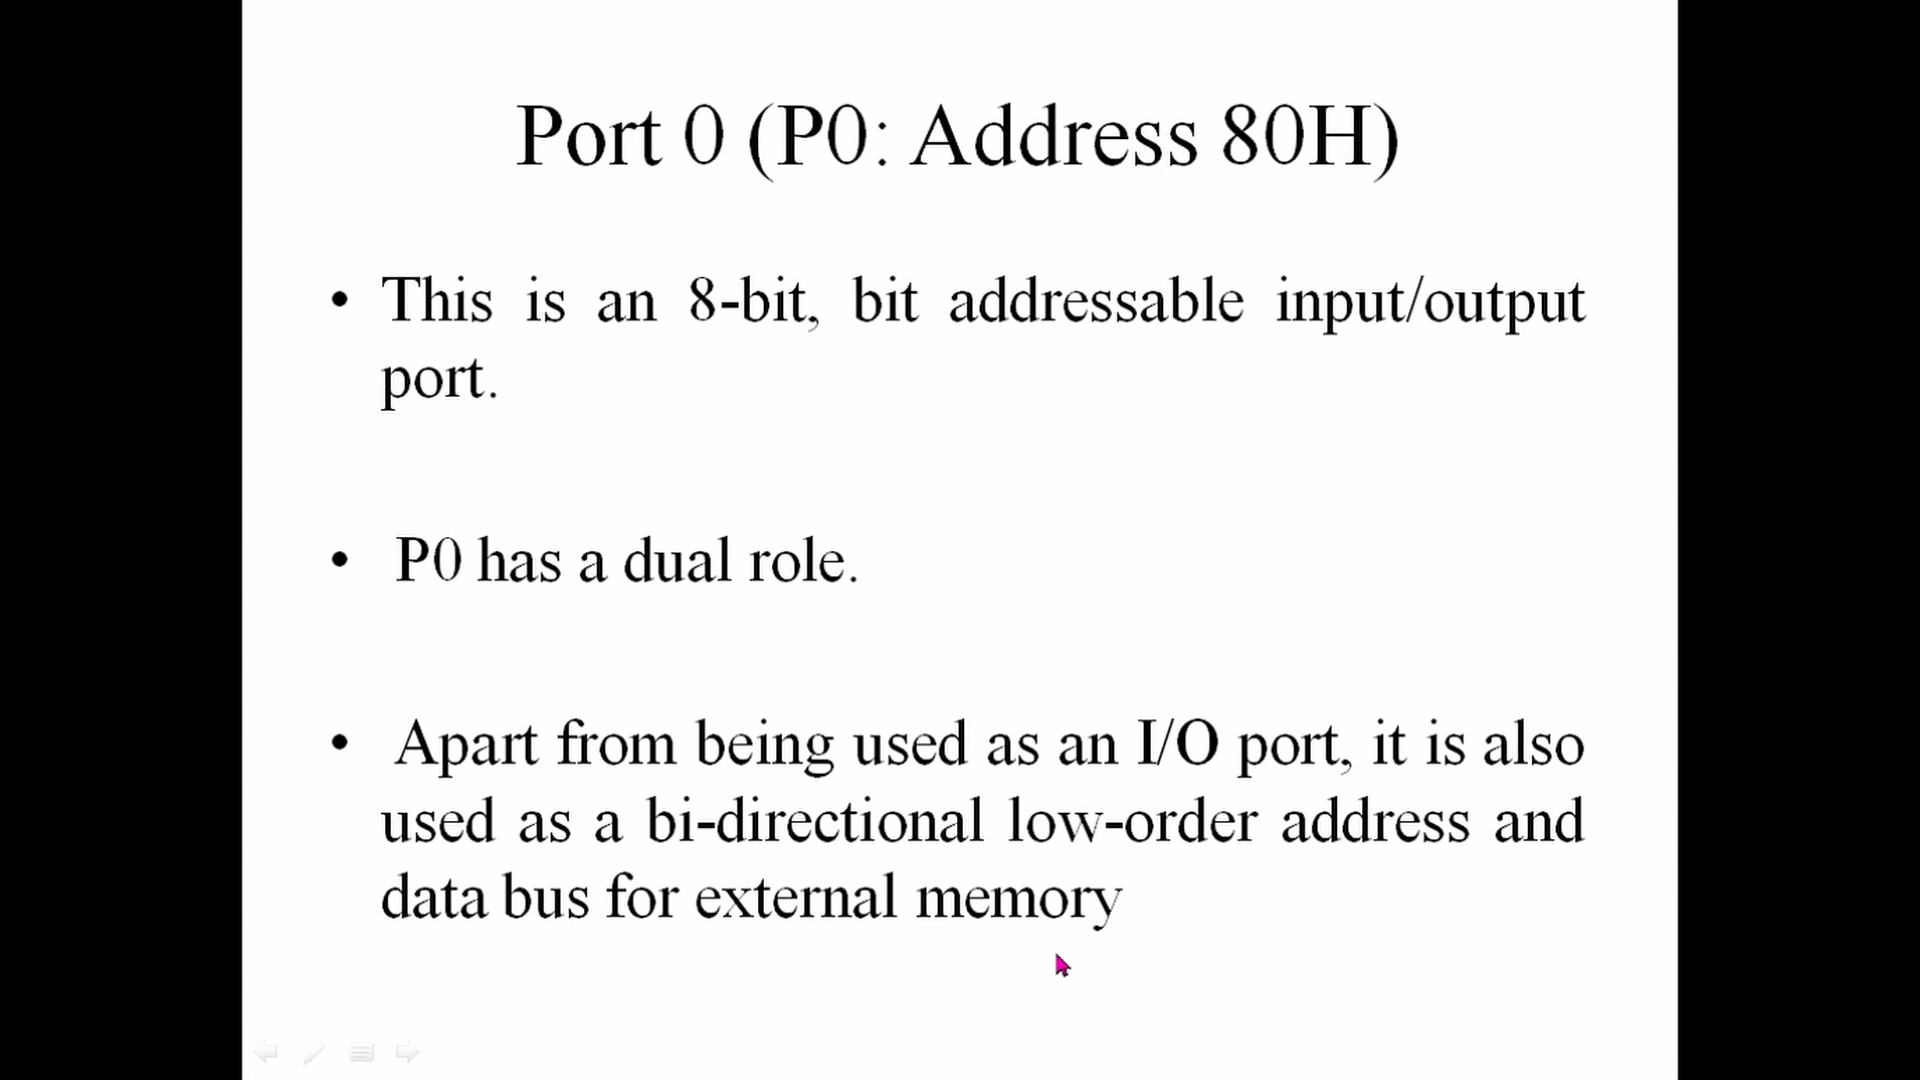 Port 0 (P0: Address 80H)
• This is an 8-bit, bit addressable input/output
port.
• P0 has a dual role.
• Apart from being used as an I/O port, it is also
used as a bi-directional low-order address and
data bus for external memory